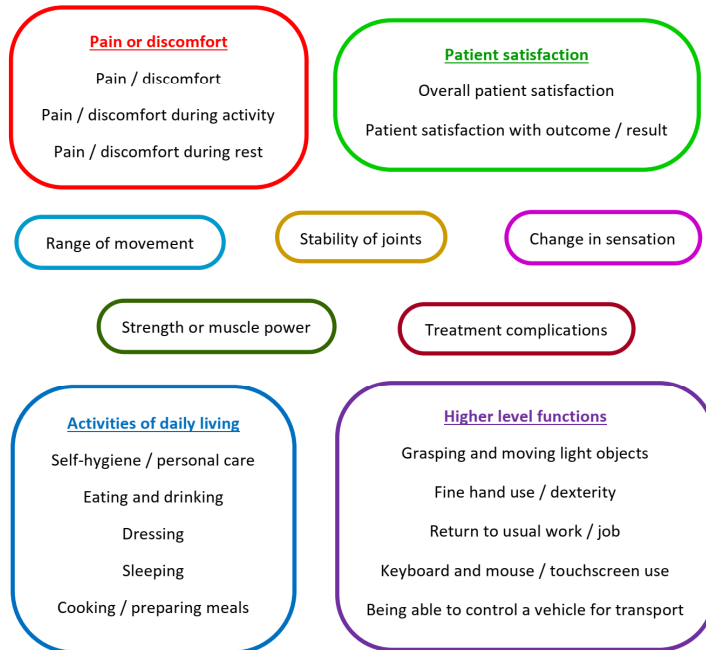 Pain or discomfort
Pain / discomfort
Pain / discomfort during activity
Pain / discomfort during rest
Patient satisfaction
Overall patient satisfaction
Patient satisfaction with outcome / result
Range of movement
Stability of joints
Change in sensation
Strength or muscle power
Treatment complications
Activities of daily living
Self-hygiene / personal care
Eating and drinking
Dressing
Sleeping
Cooking / preparing meals
Higher level functions
Grasping and moving light objects
Fine hand use / dexterity
Return to usual work / job
Keyboard and mouse / touchscreen use
Being able to control a vehicle for transport